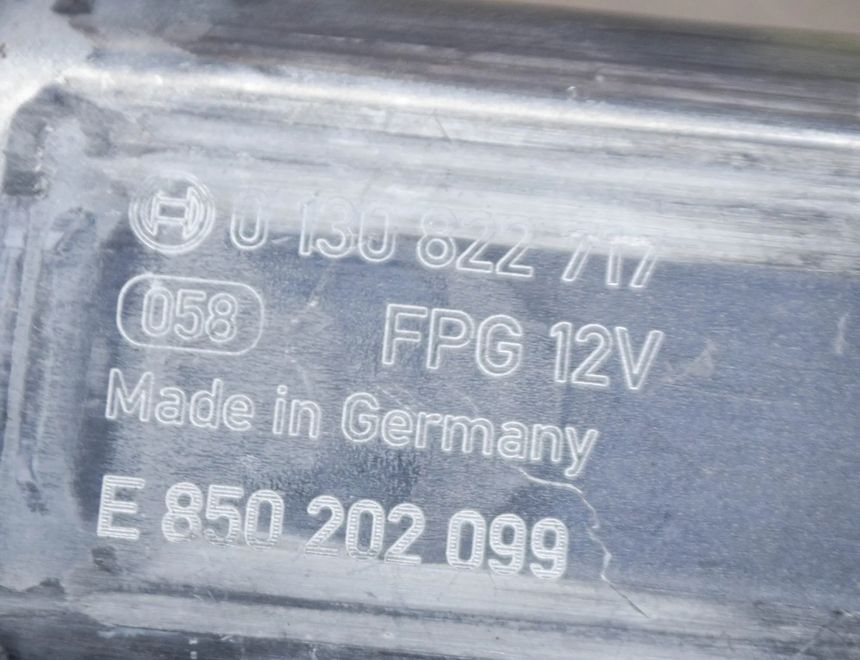 0 130 822 717
058 FPG 12V
Made in Germany
E 850 202 099